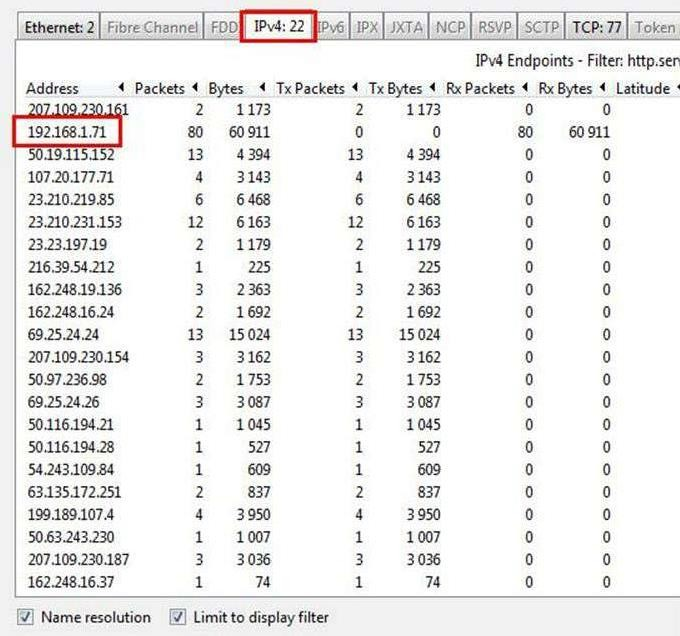 Ethernet: 2 Fibre Channel FDD IPv4: 22 IPv6 IPX JXTA NCP RSVP SCTP TCP: 77 Token
IPv4 Endpoints - Filter: http.ser
Address Packets Bytes Tx Packets Tx Bytes Rx Packets Rx Bytes Latitude
207.109.230.161 2 1 173 2 1 173 0 0
192.168.1.71 80 60 911 0 0 80 60 911
50.19.115.152 13 4 394 13 4 394 0 0
107.20.177.71 4 3 143 4 3 143 0 0
23.210.219.85 6 6 468 6 6 468 0 0
23.210.231.153 12 6 163 12 6 163 0 0
23.23.197.19 2 1 179 2 1 179 0 0
216.39.54.212 1 225 1 225 0 0
162.248.19.136 3 2 363 3 2 363 0 0
162.248.16.24 2 1 692 2 1 692 0 0
69.25.24.24 13 15 024 13 15 024 0 0
207.109.230.154 3 3 162 3 3 162 0 0
50.97.236.98 2 1 753 2 1 753 0 0
69.25.24.26 3 3 087 3 3 087 0 0
50.116.194.21 1 1 045 1 1 045 0 0
50.116.194.28 1 527 1 527 0 0
54.243.109.84 1 609 1 609 0 0
63.135.172.251 2 837 2 837 0 0
199.189.107.4 4 3 950 4 3 950 0 0
50.63.243.230 1 1 007 1 1 007 0 0
207.109.230.187 3 3 036 3 3 036 0 0
162.248.16.37 1 74 1 74 0 0
Name resolution Limit to display filter